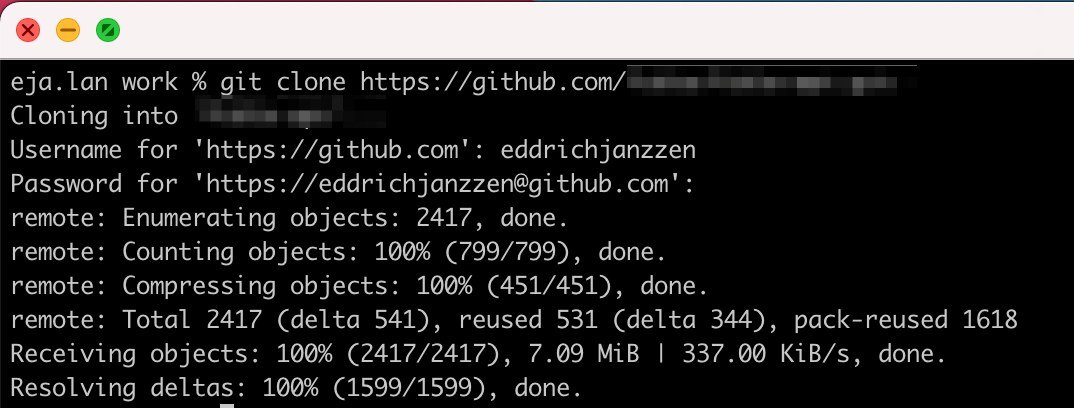 eja.lan work % git clone https://github.com/
Cloning into
Username for 'https://github.com': eddrichjanzzen
Password for 'https://eddrichjanzzen@github.com':
remote: Enumerating objects: 2417, done.
remote: Counting objects: 100% (799/799), done.
remote: Compressing objects: 100% (451/451), done.
remote: Total 2417 (delta 541), reused 531 (delta 344), pack-reused 1618
Receiving objects: 100% (2417/2417), 7.09 MiB | 337.00 KiB/s, done.
Resolving deltas: 100% (1599/1599), done.